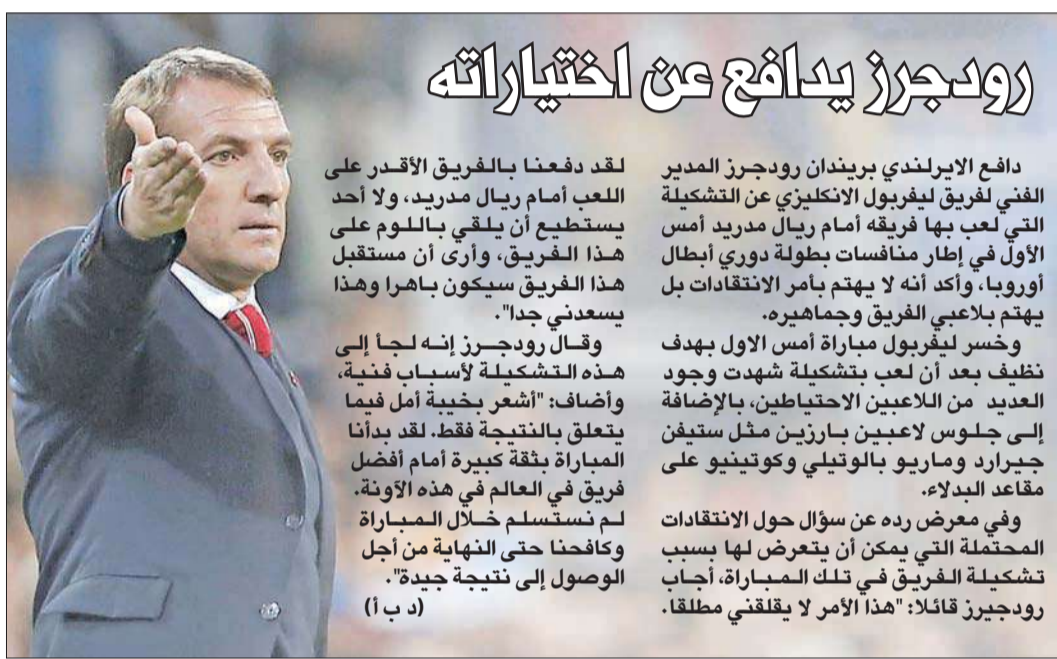 رودجرز يدافع عن اختياراته
دافع الايرلندي بريندان رودجرز المدير
الفني لفريق ليفربول الانكليزي عن التشكيلة
التي لعب بها فريقه أمام ريال مدريد أمس
الأول في إطار منافسات بطولة دوري أبطال
أوروبا، وأكد أنه لا يهتم بأمر الانتقادات بل
يهتم بلاعبي الفريق وجماهيره.
وخسر ليفربول مباراة أمس الاول بهدف
نظيف بعد أن لعب بتشكيلة شهدت وجود
العديد من اللاعبين الاحتياطين، بالإضافة
إلى جلوس لاعبين بارزين مثل ستيفن
جيرارد وماريو بالوتيلي وكوتينيو على
مقاعد البدلاء.
وفي معرض رده عن سؤال حول الانتقادات
المحتملة التي يمكن أن يتعرض لها بسبب
تشكيلة الفريق في تلك المباراة، أجاب
رودجيرز قائلا: "هذا الأمر لا يقلقني مطلقا.
لقد دفعنا بالفريق الأقدر على
اللعب أمام ريال مدريد، ولا أحد
يستطيع أن يلقي باللوم على
هذا الفريق، وأرى أن مستقبل
هذا الفريق سيكون باهرا وهذا
يسعدني جدا".
وقال رودجرز إنه لجأ إلى
هذه التشكيلة لأسباب فنية،
وأضاف: "أشعر بخيبة أمل فيما
يتعلق بالنتيجة فقط. لقد بدأنا
المباراة بثقة كبيرة أمام أفضل
فريق في العالم في هذه الآونة.
لم نستسلم خلال المباراة
وكافحنا حتى النهاية من أجل
الوصول إلى نتيجة جيدة".
(د ب أ)